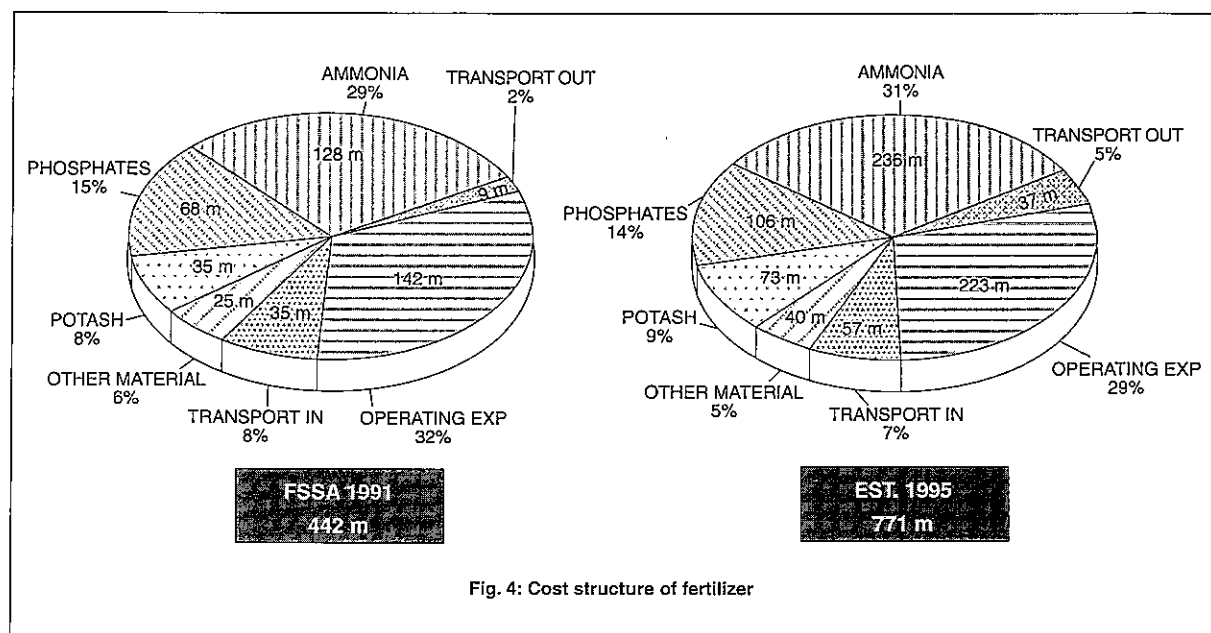 AMMONIA
29%
TRANSPORT OUT
2%
PHOSPHATES
15%
128 m
9 m
68 m
35 m
142 m
25 m
35 m
POTASH
8%
OTHER MATERIAL
6%
TRANSPORT IN
8%
OPERATING EXP
32%
FSSA 1991
442 m
AMMONIA
31%
TRANSPORT OUT
5%
PHOSPHATES
14%
236 m
37 m
106 m
73 m
223 m
40 m
57 m
POTASH
9%
OTHER MATERIAL
5%
TRANSPORT IN
7%
OPERATING EXP
29%
EST. 1995
771 m
Fig. 4: Cost structure of fertilizer